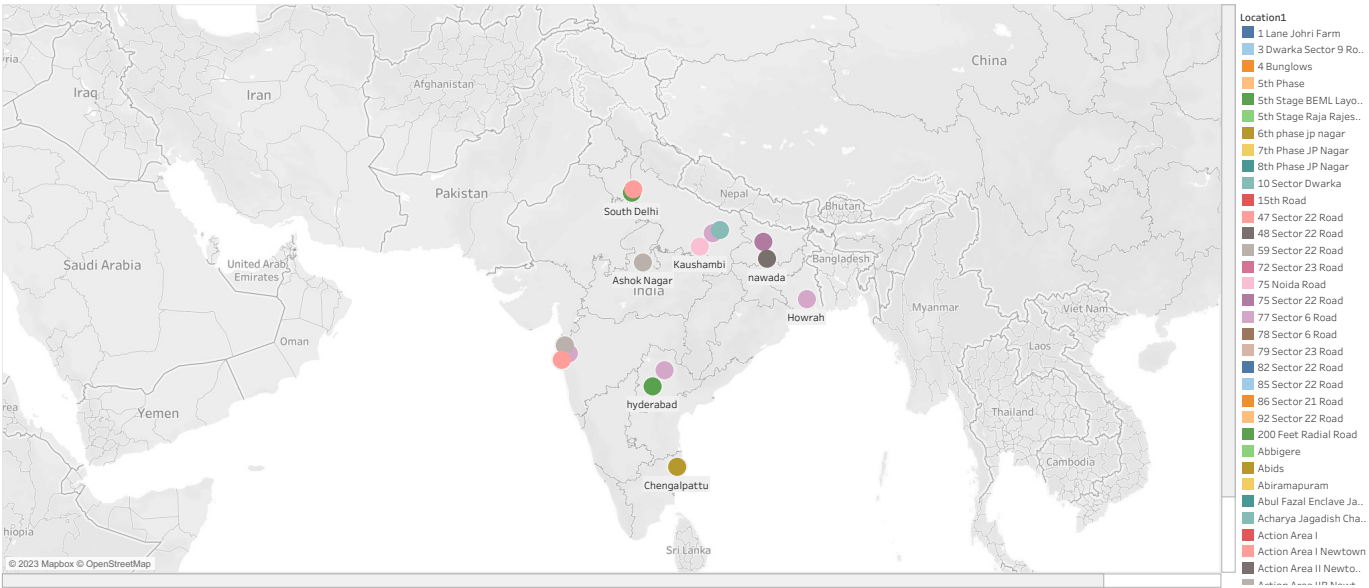 China
Afghanistan
Iraq
Iran
Pakistan
Nepal
Bhutan
South Delhi
Kaushambi
Saudi Arabia
United Arab
Emirates
Bangladesh
nawada
Ashok Nagar
India
Myanmar
Howrah
Viet Nam
Oman
Laos
hyderabad
Yemen
Thailand
Cambodia
Chengalpattu
Sri Lanka
© 2023 Mapbox © OpenStreetMap
Location1
1 Lane Johri Farm
3 Dwarka Sector 9 Ro..
4 Bunglows
5th Phase
5th Stage BEML Layo..
5th Stage Raja Rajes..
6th phase jp nagar
7th Phase JP Nagar
8th Phase JP Nagar
10 Sector Dwarka
15th Road
47 Sector 22 Road
48 Sector 22 Road
59 Sector 22 Road
72 Sector 23 Road
75 Noida Road
75 Sector 22 Road
77 Sector 6 Road
78 Sector 6 Road
79 Sector 23 Road
82 Sector 22 Road
85 Sector 22 Road
86 Sector 21 Road
92 Sector 22 Road
200 Feet Radial Road
Abbigere
Abids
Abiramapuram
Abul Fazal Enclave Ja..
Acharya Jagadish Cha..
Action Area I
Action Area I Newtown
Action Area II Newto..